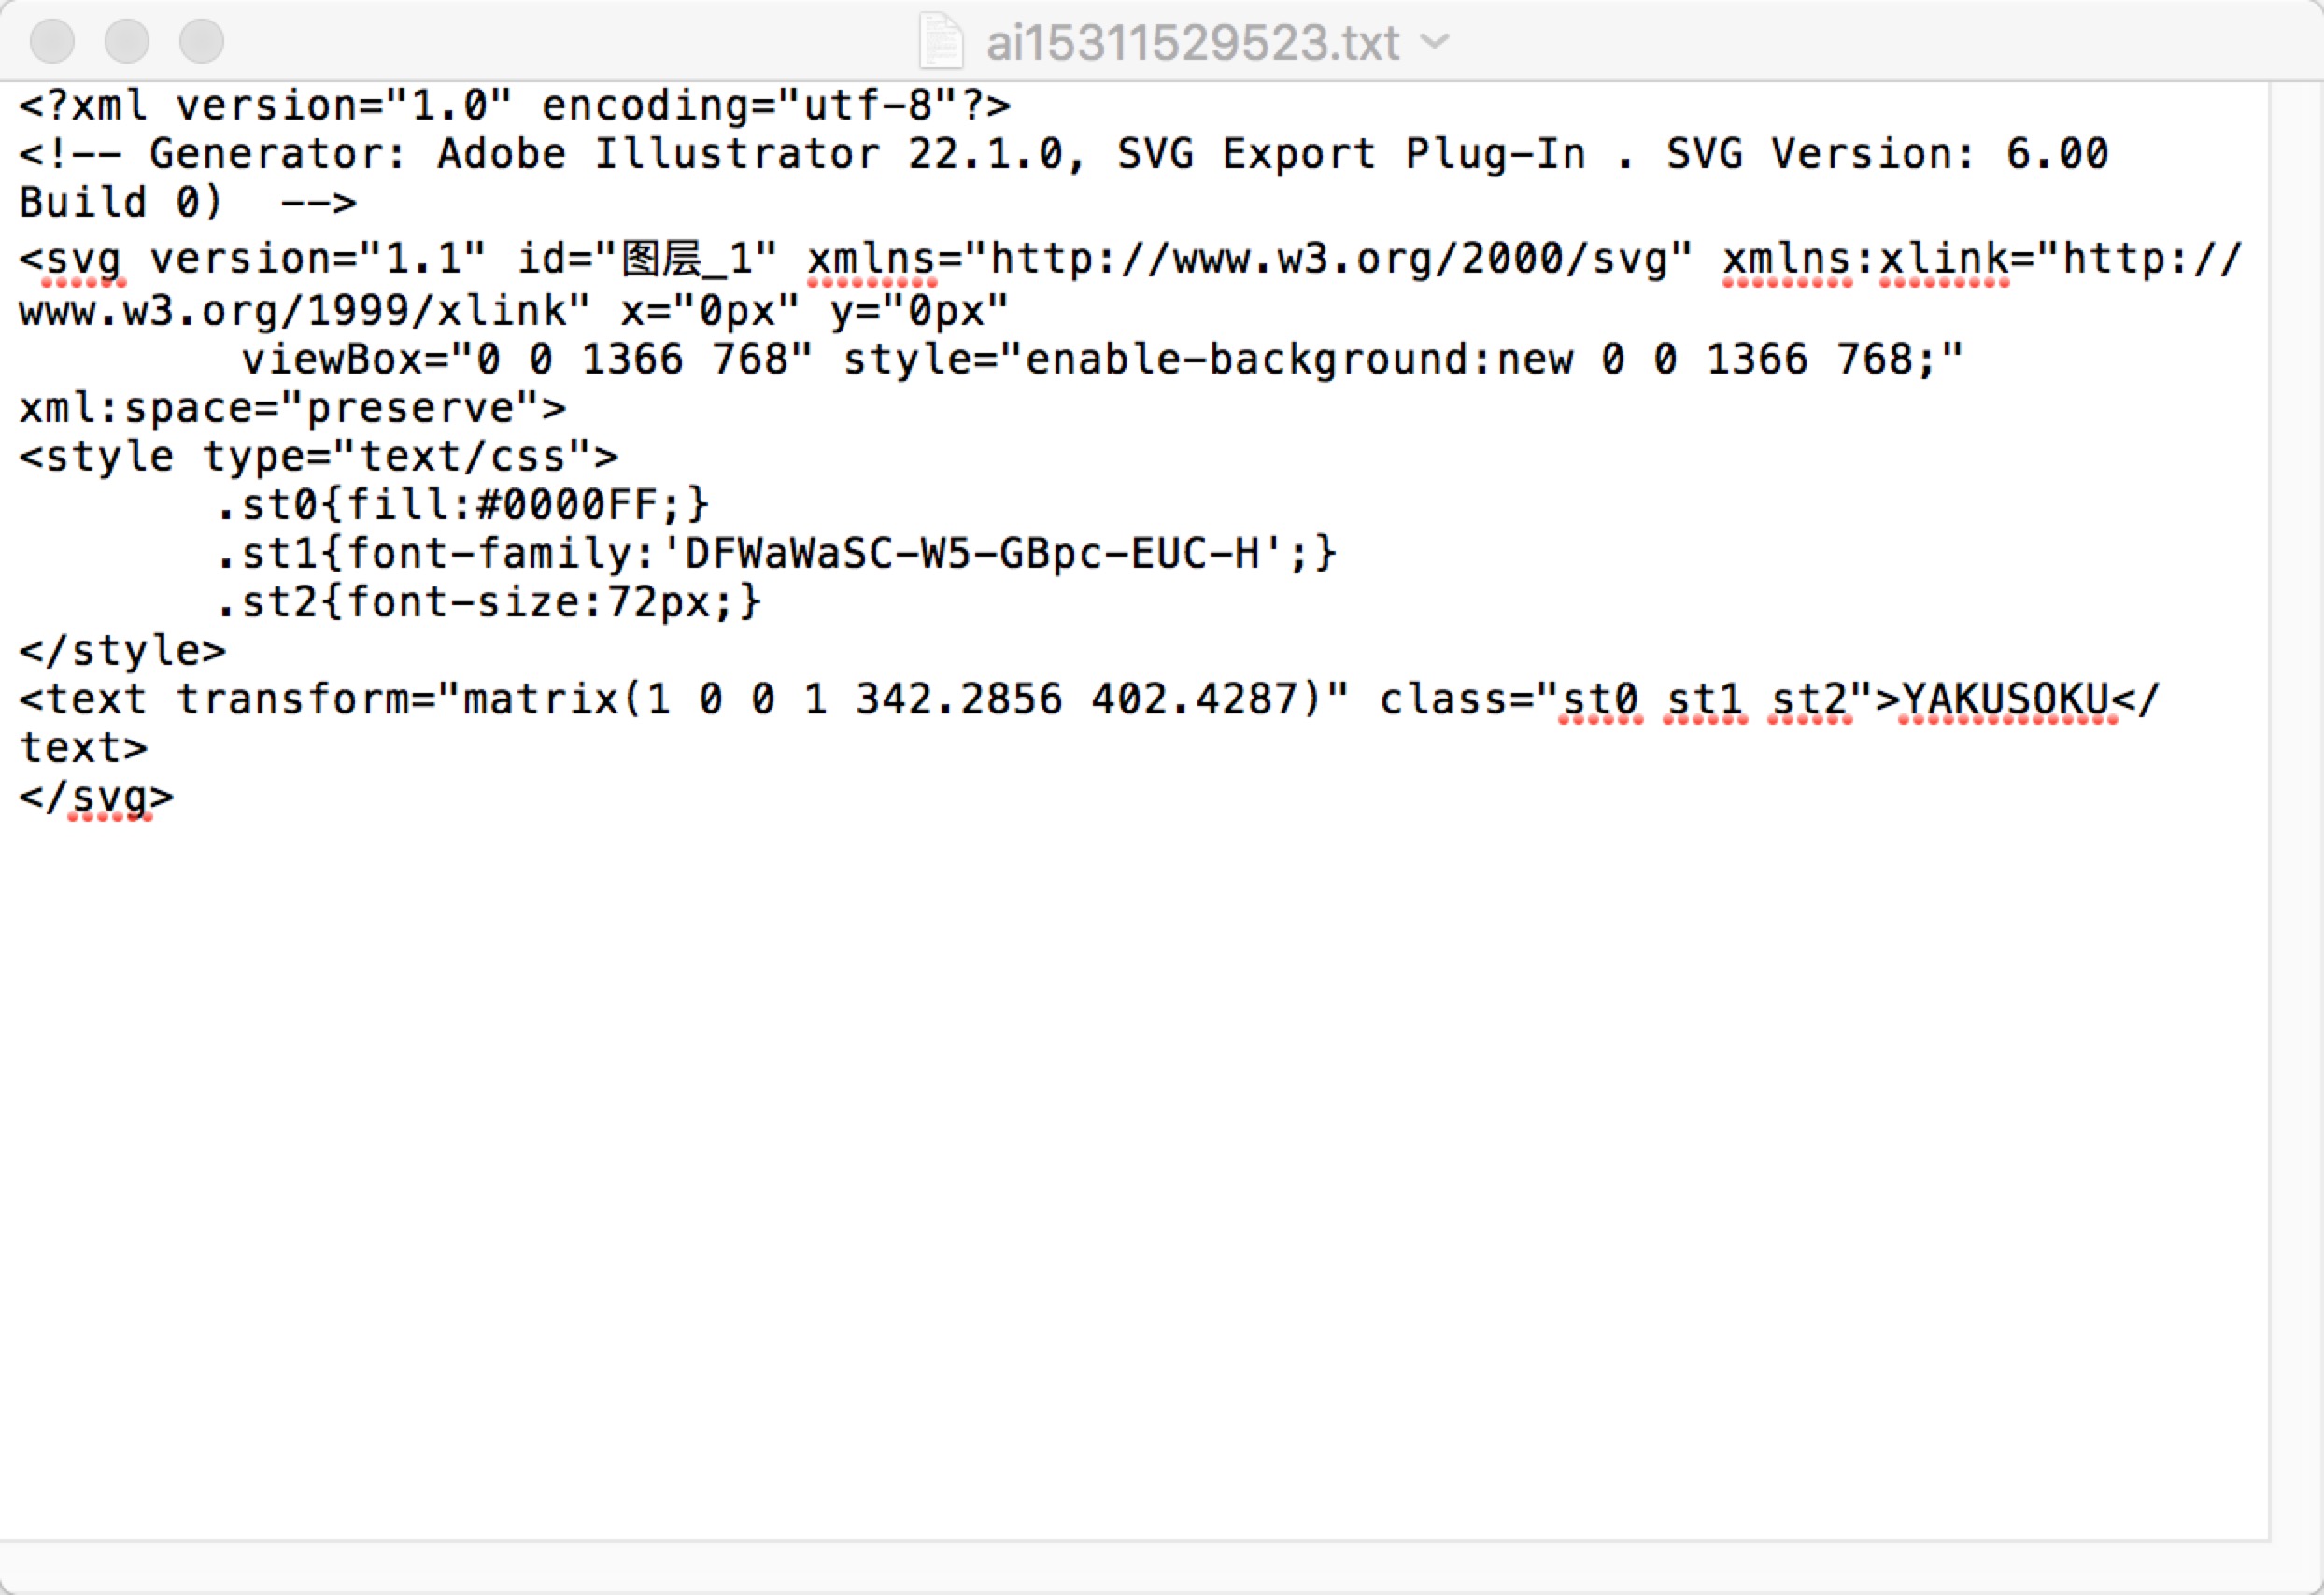 ai15311529523.txt
<?xml version="1.0" encoding="utf-8"?>
<!-- Generator: Adobe Illustrator 22.1.0, SVG Export Plug-In . SVG Version: 6.00
Build 0)  -->
<svg version="1.1" id="图层_1" xmlns="http://www.w3.org/2000/svg" xmlns:xlink="http://
www.w3.org/1999/xlink" x="0px" y="0px"
	 viewBox="0 0 1366 768" style="enable-background:new 0 0 1366 768;"
xml:space="preserve">
<style type="text/css">
	.st0{fill:#0000FF;}
	.st1{font-family:'DFWaWaSC-W5-GBpc-EUC-H';}
	.st2{font-size:72px;}
</style>
<text transform="matrix(1 0 0 1 342.2856 402.4287)" class="st0 st1 st2">YAKUSOKU</
text>
</svg>